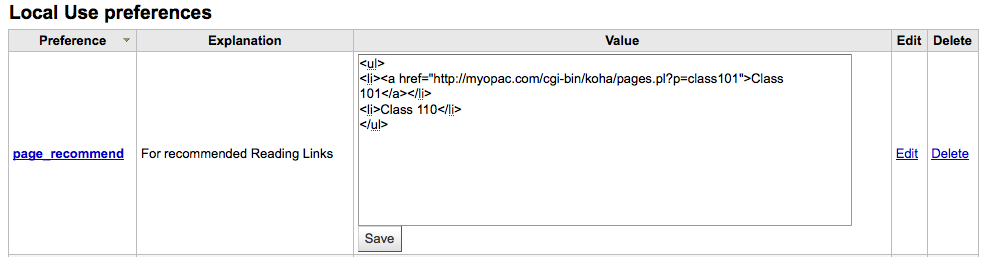 Local Use preferences
Preference Explanation Value Edit Delete
<ul>
<li><a href="http://myopac.com/cgi-bin/koha/pages.pl?p=class101">Class
101</a></li>
<li>Class 110</li>
</ul>
page_recommend For recommended Reading Links Edit Delete
Save